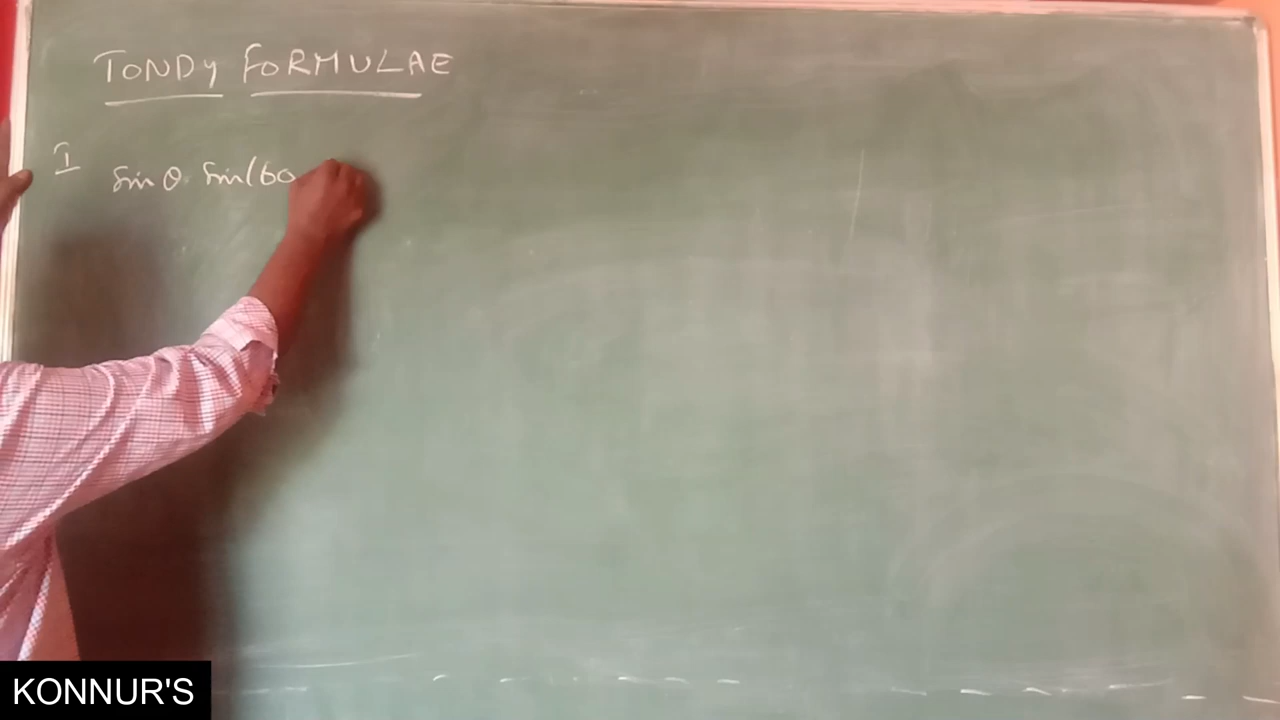 TONDY FORMULAE
I sin θ. sin(60
KONNUR'S